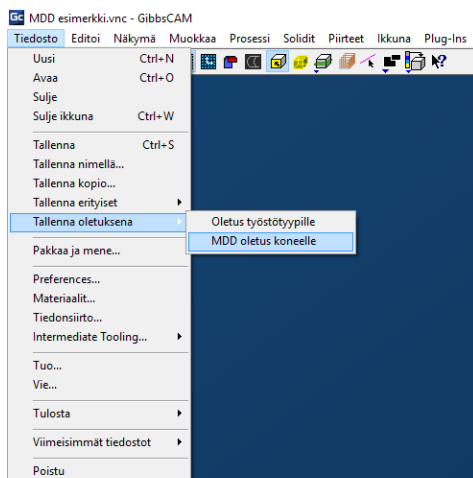 Gc MDD esimerkki.vnc - GibbsCAM
Tiedosto Editoi Näkymä Muokkaa Prosessi Solidit Piirteet Ikkuna Plug-Ins
Uusi Ctrl+N
Avaa Ctrl+O
Sulje
Sulje ikkuna Ctrl+W
Tallenna Ctrl+S
Tallenna nimellä...
Tallenna kopio...
Tallenna erityiset
Tallenna oletuksena
Oletus työstötyypille
MDD oletus koneelle
Pakkaa ja mene...
Preferences...
Materiaalit...
Tiedonsiirto...
Intermediate Tooling...
Tuo...
Vie...
Tulosta
Viimeisimmät tiedostot
Poistu